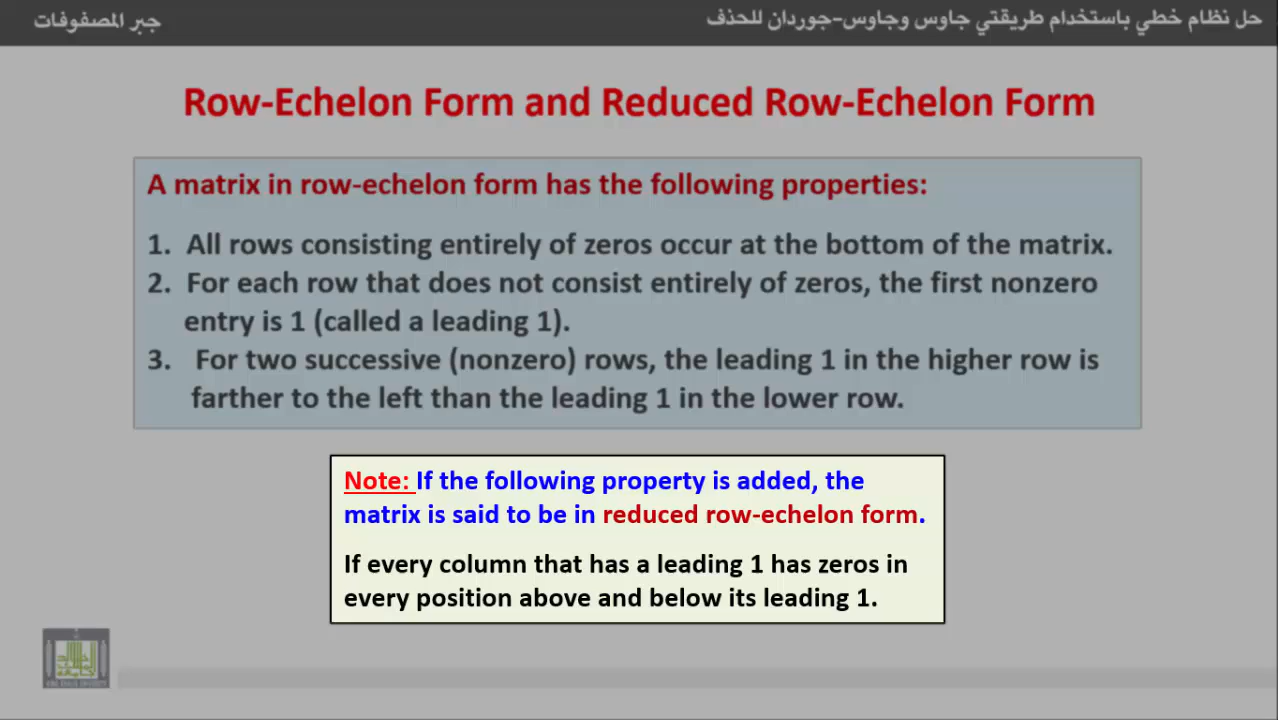 حل نظام خطي باستخدام طريقتي جاوس وجاوس-جوردان للحذف
جبر المصفوفات
Row-Echelon Form and Reduced Row-Echelon Form
A matrix in row-echelon form has the following properties:
1. All rows consisting entirely of zeros occur at the bottom of the matrix.
2. For each row that does not consist entirely of zeros, the first nonzero
entry is 1 (called a leading 1).
3. For two successive (nonzero) rows, the leading 1 in the higher row is
farther to the left than the leading 1 in the lower row.
Note: If the following property is added, the
matrix is said to be in reduced row-echelon form.
If every column that has a leading 1 has zeros in
every position above and below its leading 1.